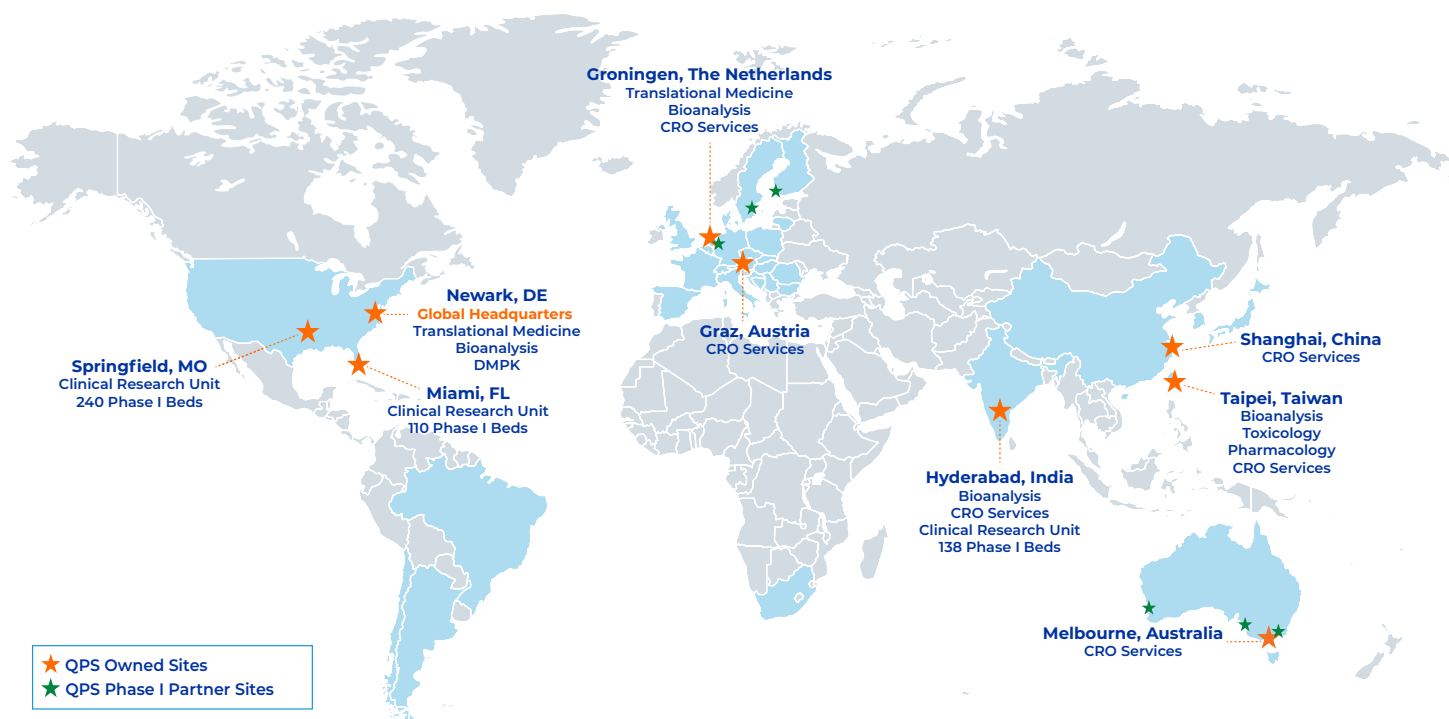 Groningen, The Netherlands
Translational Medicine
Bioanalysis
CRO Services
Newark, DE
Global Headquarters
Translational Medicine
Bioanalysis
DMPK
Springfield, MO
Clinical Research Unit
240 Phase I Beds
Miami, FL
Clinical Research Unit
110 Phase I Beds
Graz, Austria
CRO Services
Shanghai, China
CRO Services
Taipei, Taiwan
Bioanalysis
Toxicology
Pharmacology
CRO Services
Hyderabad, India
Bioanalysis
CRO Services
Clinical Research Unit
138 Phase I Beds
Melbourne, Australia
CRO Services
QPS Owned Sites
QPS Phase I Partner Sites